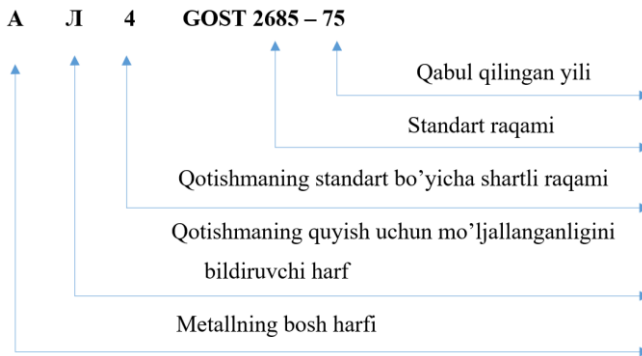 А Л 4 GOST 2685 – 75
Qabul qilingan yili
Standart raqami
Qotishmaning standart bo’yicha shartli raqami
Qotishmaning quyish uchun mo’ljallanganligini
bildiruvchi harf
Metallning bosh harfi